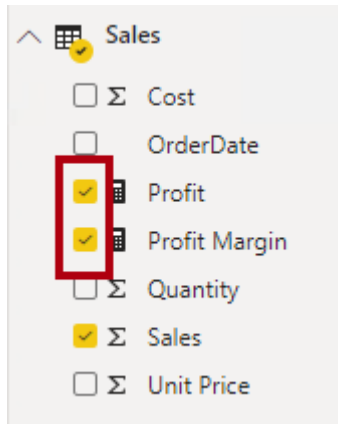 Sales
Σ Cost
OrderDate
Profit
Profit Margin
Σ Quantity
Σ Sales
Σ Unit Price